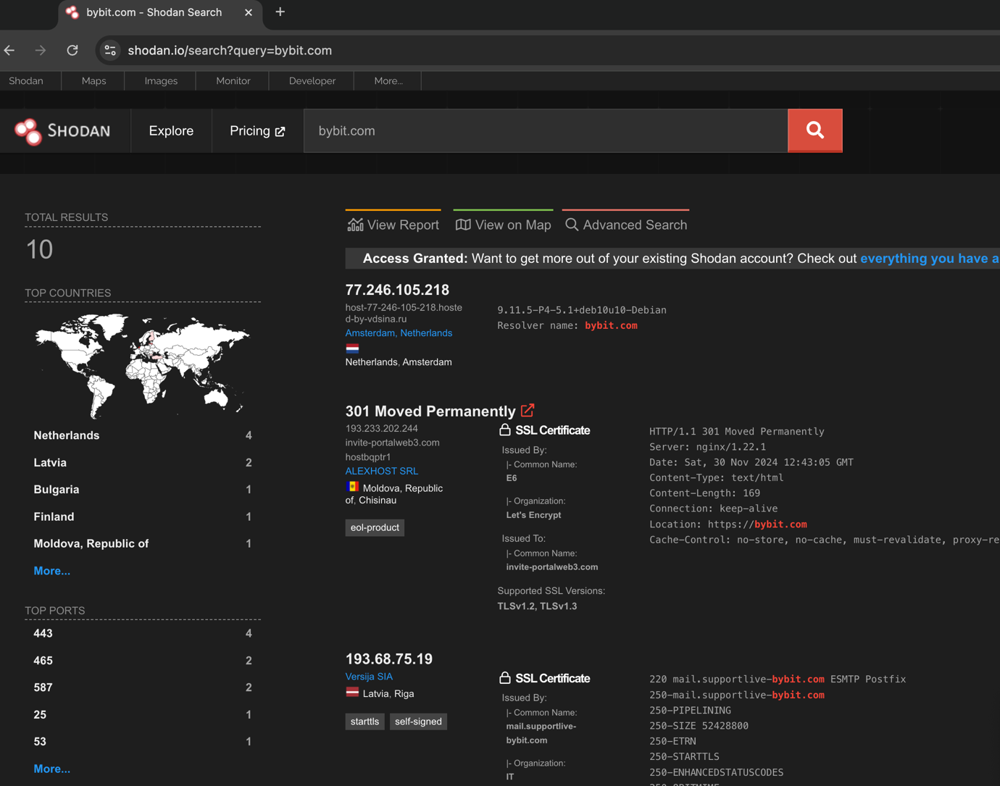 bybit.com - Shodan Search
shodan.io/search?query=bybit.com
Shodan
Maps
Images
Monitor
Developer
More...
SHODAN
Explore
Pricing
bybit.com
TOTAL RESULTS
10
TOP COUNTRIES
Netherlands 4
Latvia 2
Bulgaria 1
Finland 1
Moldova, Republic of 1
More...
TOP PORTS
443 4
465 2
587 2
25 1
53 1
More...
View Report
View on Map
Advanced Search
Access Granted: Want to get more out of your existing Shodan account? Check out everything you have a
77.246.105.218
host-77-246-105-218.hoste
d-by-vdsina.ru
Amsterdam, Netherlands
Netherlands, Amsterdam
9.11.5-P4-5.1+deb10u10-Debian
Resolver name: bybit.com
301 Moved Permanently
193.233.202.244
invite-portalweb3.com
hostbqptr1
ALEXHOST SRL
Moldova, Republic
of, Chisinau
eol-product
SSL Certificate
Issued By:
|- Common Name:
E6
|- Organization:
Let's Encrypt
Issued To:
|- Common Name:
invite-portalweb3.com
Supported SSL Versions:
TLSv1.2, TLSv1.3
HTTP/1.1 301 Moved Permanently
Server: nginx/1.22.1
Date: Sat, 30 Nov 2024 12:43:05 GMT
Content-Type: text/html
Content-Length: 169
Connection: keep-alive
Location: https://bybit.com
Cache-Control: no-store, no-cache, must-revalidate, proxy-re
193.68.75.19
Versija SIA
Latvia, Riga
starttls
self-signed
SSL Certificate
Issued By:
|- Common Name:
mail.supportlive-
bybit.com
|- Organization:
IT
220 mail.supportlive-bybit.com ESMTP Postfix
250-mail.supportlive-bybit.com
250-PIPELINING
250-SIZE 52428800
250-ETRN
250-STARTTLS
250-ENHANCEDSTATUSCODES